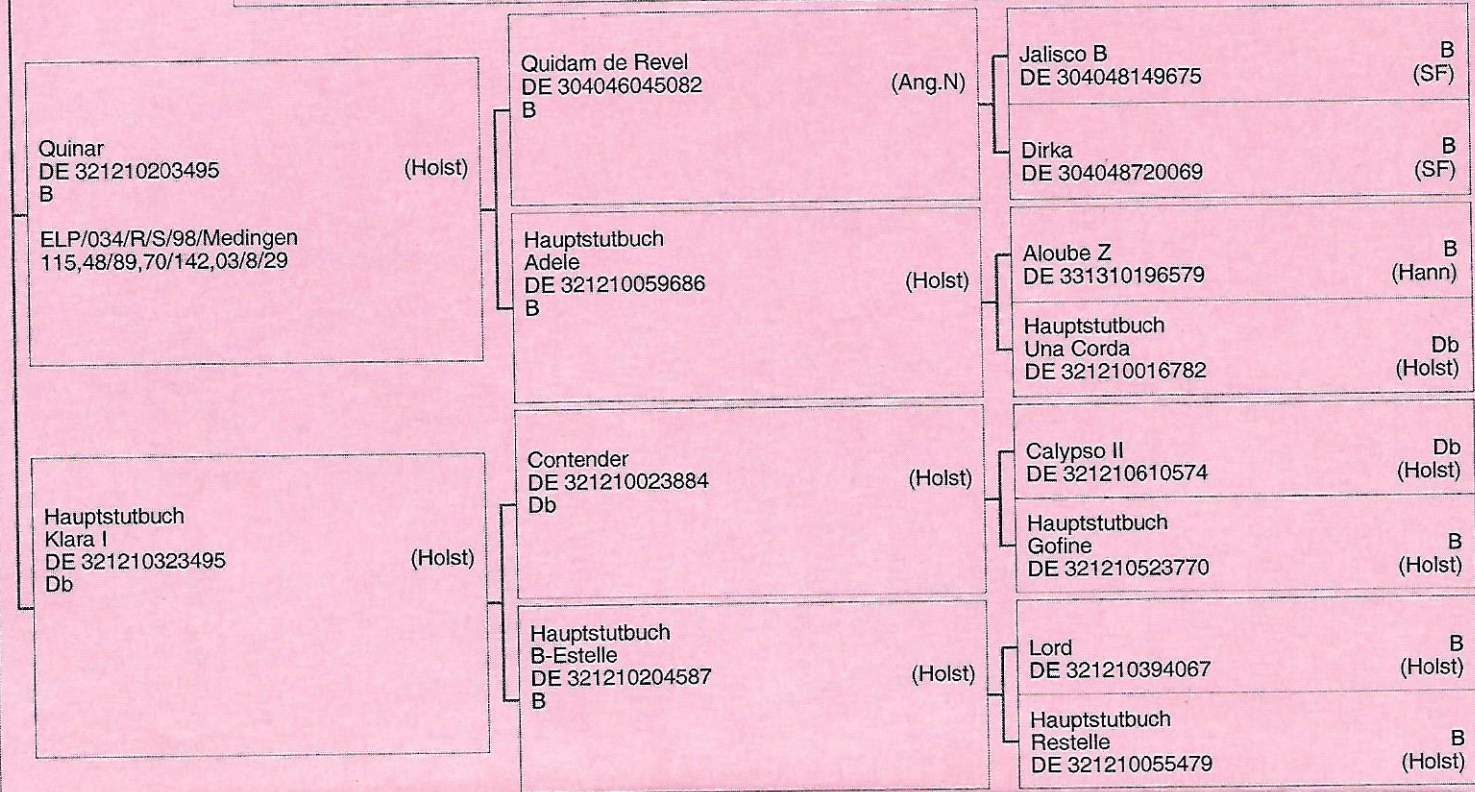 Quinar
DE 321210203495 (Holst)
B
ELP/034/R/S/98/Medingen
115,48/89,70/142,03/8/29
Hauptstutbuch
Klara I
DE 321210323495 (Holst)
Db
Quidam de Revel
DE 304046045082 (Ang.N)
B
Hauptstutbuch
Adele
DE 321210059686 (Holst)
B
Contender
DE 321210023884 (Holst)
Db
Hauptstutbuch
B-Estelle
DE 321210204587 (Holst)
B
Jalisco B B
DE 304048149675 (SF)
Dirka B
DE 304048720069 (SF)
Aloube Z B
DE 331310196579 (Hann)
Hauptstutbuch
Una Corda Db
DE 321210016782 (Holst)
Calypso II Db
DE 321210610574 (Holst)
Hauptstutbuch
Gofine B
DE 321210523770 (Holst)
Lord B
DE 321210394067 (Holst)
Hauptstutbuch
Restelle B
DE 321210055479 (Holst)